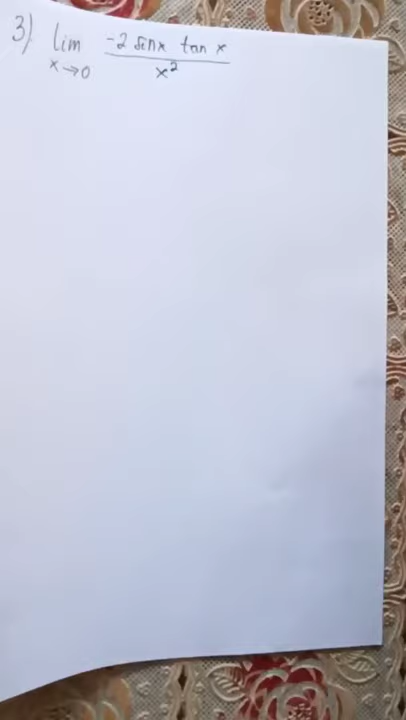 3) lim -2 sinx tan x
x→0 x²